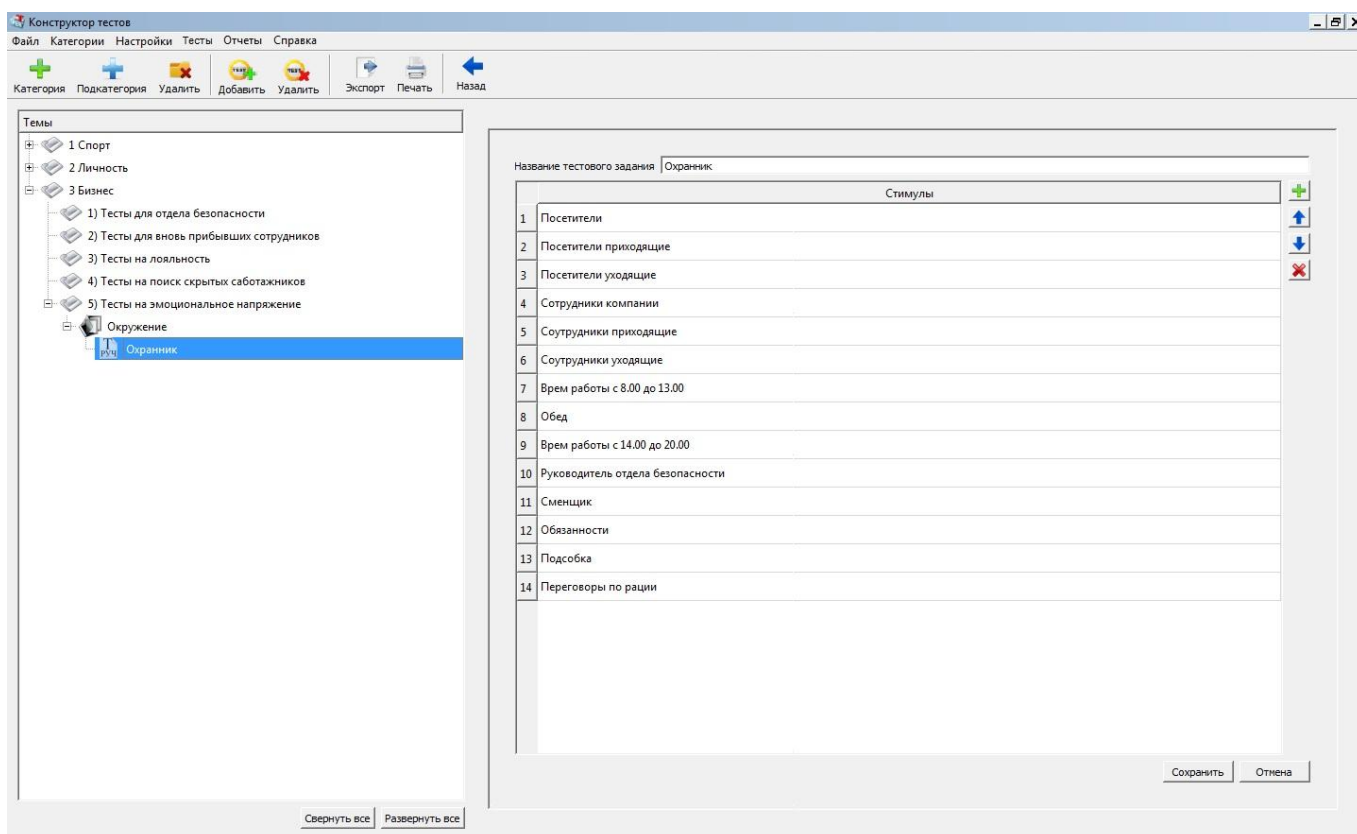 Конструктор тестов
Файл Категории Настройки Тесты Отчеты Справка
Категория Подкатегория Удалить Добавить Удалить Экспорт Печать Назад
Темы
1 Спорт
2 Личность
3 Бизнес
1) Тесты для отдела безопасности
2) Тесты для вновь прибывших сотрудников
3) Тесты на лояльность
4) Тесты на поиск скрытых саботажников
5) Тесты на эмоциональное напряжение
Окружение
Т РУЧ Охранник
Свернуть все Развернуть все
Название тестового задания Охранник
Стимулы
1 Посетители
2 Посетители приходящие
3 Посетители уходящие
4 Сотрудники компании
5 Соутрудники приходящие
6 Соутрудники уходящие
7 Врем работы с 8.00 до 13.00
8 Обед
9 Врем работы с 14.00 до 20.00
10 Руководитель отдела безопасности
11 Сменщик
12 Обязанности
13 Подсобка
14 Переговоры по рации
Сохранить Отмена